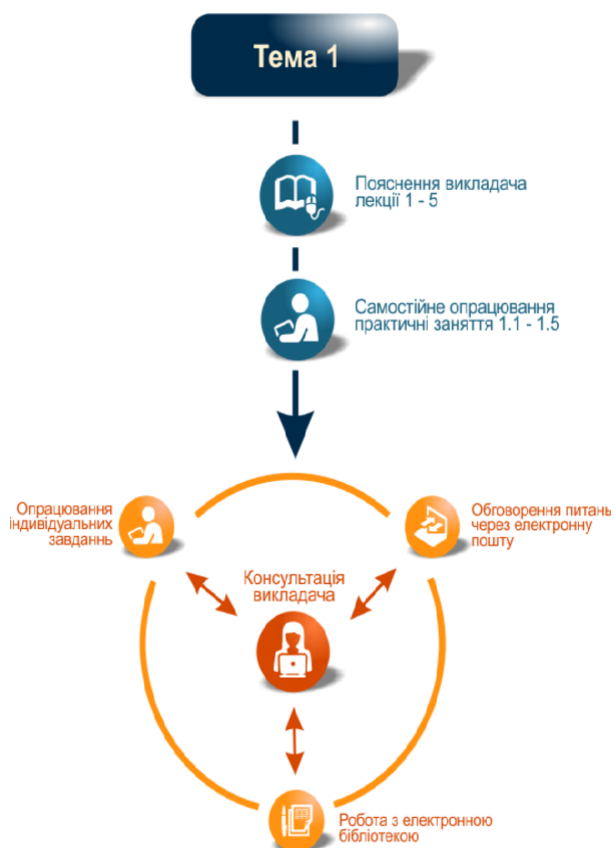 Тема 1
Пояснення викладача
лекції 1 - 5
Самостійне опрацювання
практичні заняття 1.1 - 1.5
Опрацювання
індивідуальних
завданнь
Обговорення питань
через електронну
пошту
Консультація
викладача
Робота з електронною
бібліотекою